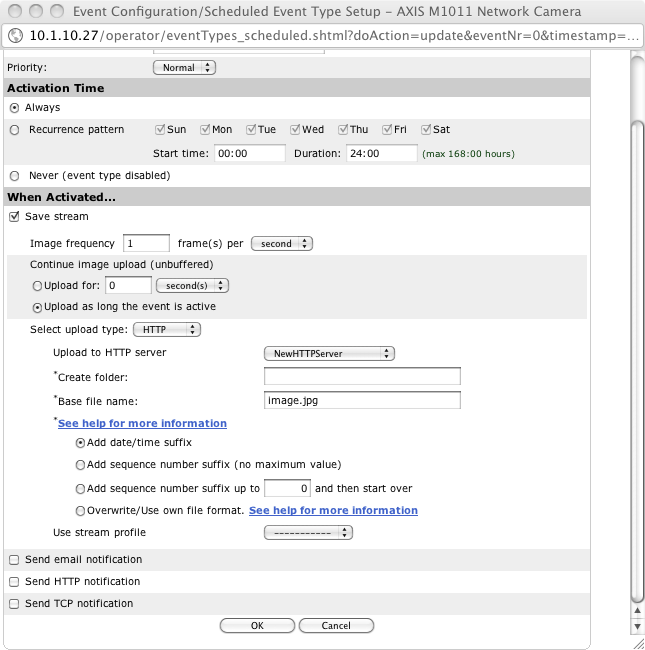 Event Configuration/Scheduled Event Type Setup – AXIS M1011 Network Camera
10.1.10.27/operator/eventTypes_scheduled.shtml?doAction=update&eventNr=0&timestamp=...
Priority: Normal
Activation Time
Always
Recurrence pattern Sun Mon Tue Wed Thu Fri Sat
Start time: 00:00 Duration: 24:00 (max 168:00 hours)
Never (event type disabled)
When Activated...
Save stream
Image frequency 1 frame(s) per second
Continue image upload (unbuffered)
Upload for: 0 second(s)
Upload as long the event is active
Select upload type: HTTP
Upload to HTTP server NewHTTPServer
*Create folder:
*Base file name: image.jpg
*See help for more information
Add date/time suffix
Add sequence number suffix (no maximum value)
Add sequence number suffix up to 0 and then start over
Overwrite/Use own file format. See help for more information
Use stream profile -----------
Send email notification
Send HTTP notification
Send TCP notification
OK Cancel